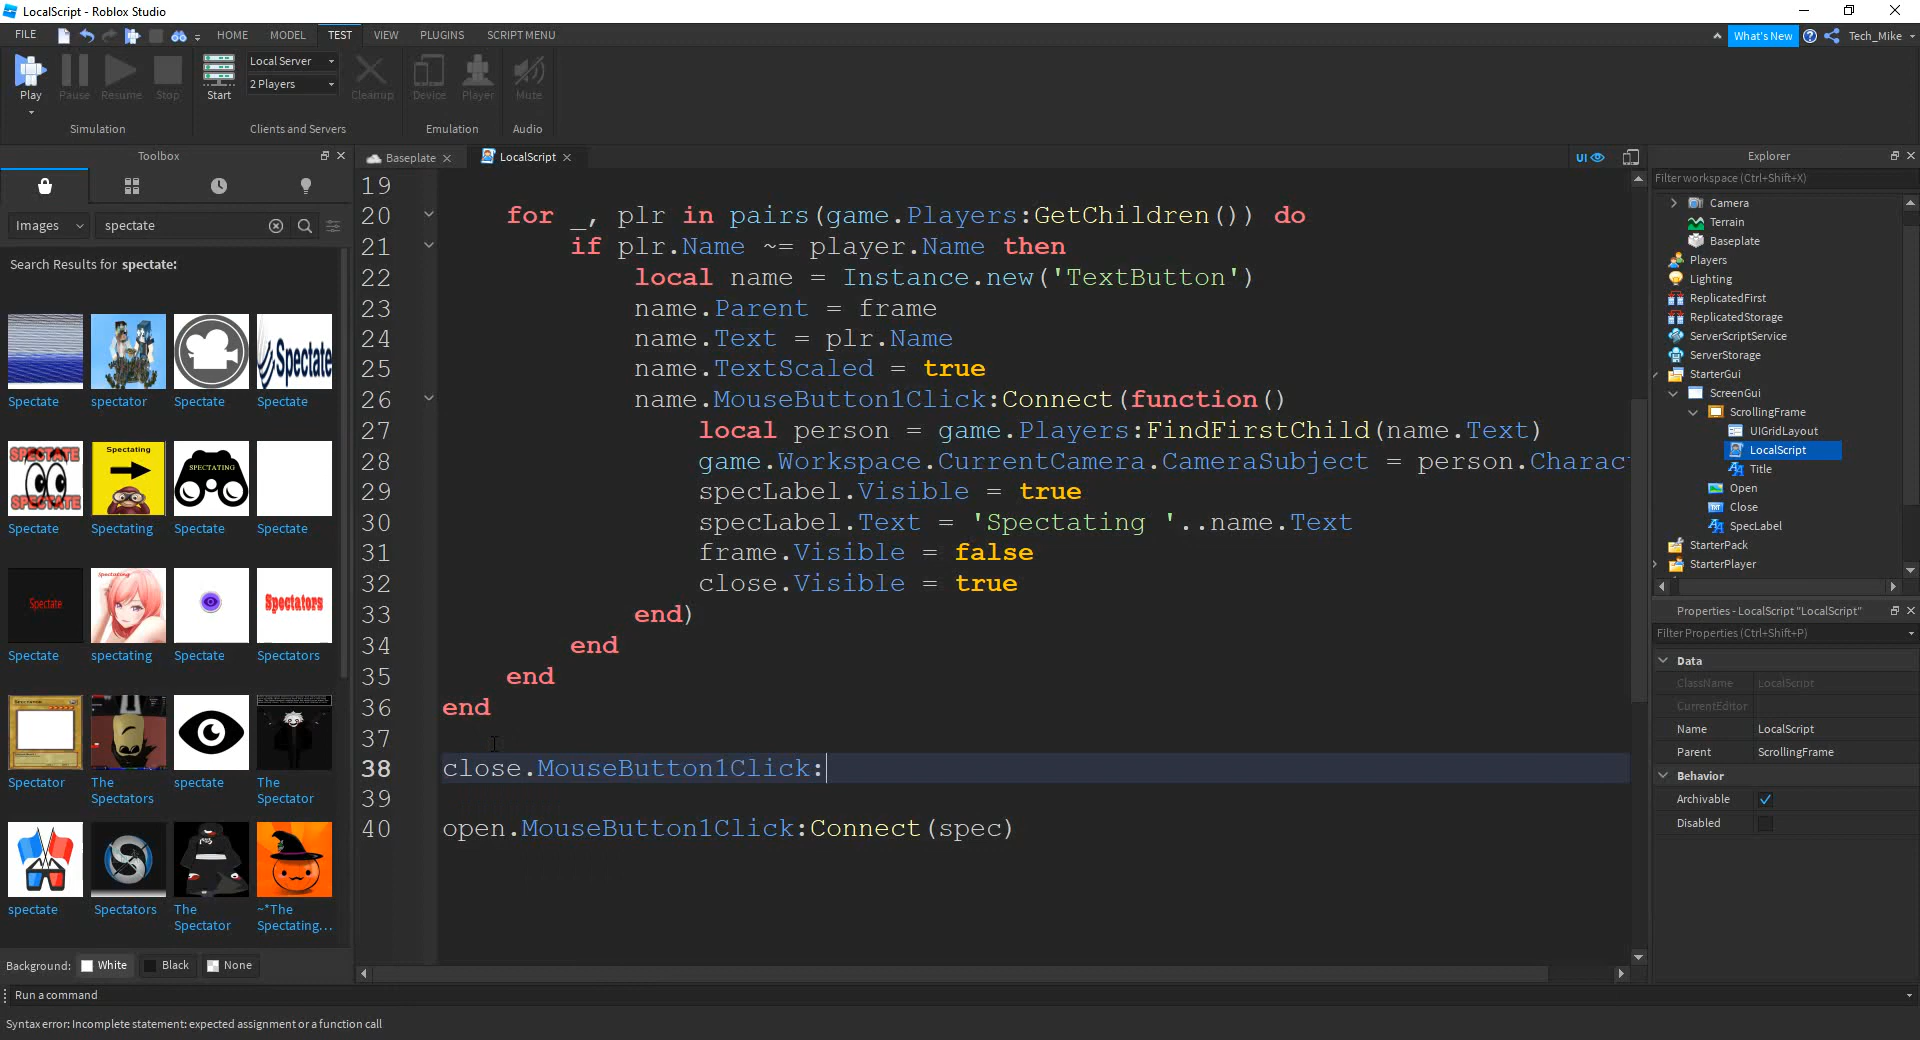 LocalScript - Roblox Studio
FILE HOME MODEL TEST VIEW PLUGINS SCRIPT MENU What's New Tech_Mike
Play Pause Resume Stop Start Local Server 2 Players Cleanup Device Player Mute
Simulation Clients and Servers Emulation Audio
Toolbox
Images spectate
Search Results for spectate:
Spectate
Spectate spectator Spectate Spectate
SPECTATE SPECTATE Spectating SPECTATING
Spectate Spectating Spectate Spectate
Spectate Spectating Spectators
Spectate spectating Spectate Spectators
Spectator The Spectators spectate The Spectator
spectate Spectators The Spectator ~*The Spectating...
Background: White Black None
Baseplate LocalScript UI
19
20 for _, plr in pairs(game.Players:GetChildren()) do
21 if plr.Name ~= player.Name then
22 local name = Instance.new('TextButton')
23 name.Parent = frame
24 name.Text = plr.Name
25 name.TextScaled = true
26 name.MouseButton1Click:Connect(function()
27 local person = game.Players:FindFirstChild(name.Text)
28 game.Workspace.CurrentCamera.CameraSubject = person.Charac
29 specLabel.Visible = true
30 specLabel.Text = 'Spectating '..name.Text
31 frame.Visible = false
32 close.Visible = true
33 end)
34 end
35 end
36 end
37
38 close.MouseButton1Click:
39
40 open.MouseButton1Click:Connect(spec)
Explorer
Filter workspace (Ctrl+Shift+X)
Camera
Terrain
Baseplate
Players
Lighting
ReplicatedFirst
ReplicatedStorage
ServerScriptService
ServerStorage
StarterGui
ScreenGui
ScrollingFrame
UIGridLayout
LocalScript
Title
Open
Close
SpecLabel
StarterPack
StarterPlayer
Properties - LocalScript "LocalScript"
Filter Properties (Ctrl+Shift+P)
Data
ClassName LocalScript
CurrentEditor
Name LocalScript
Parent ScrollingFrame
Behavior
Archivable
Disabled
Run a command
Syntax error: Incomplete statement: expected assignment or a function call